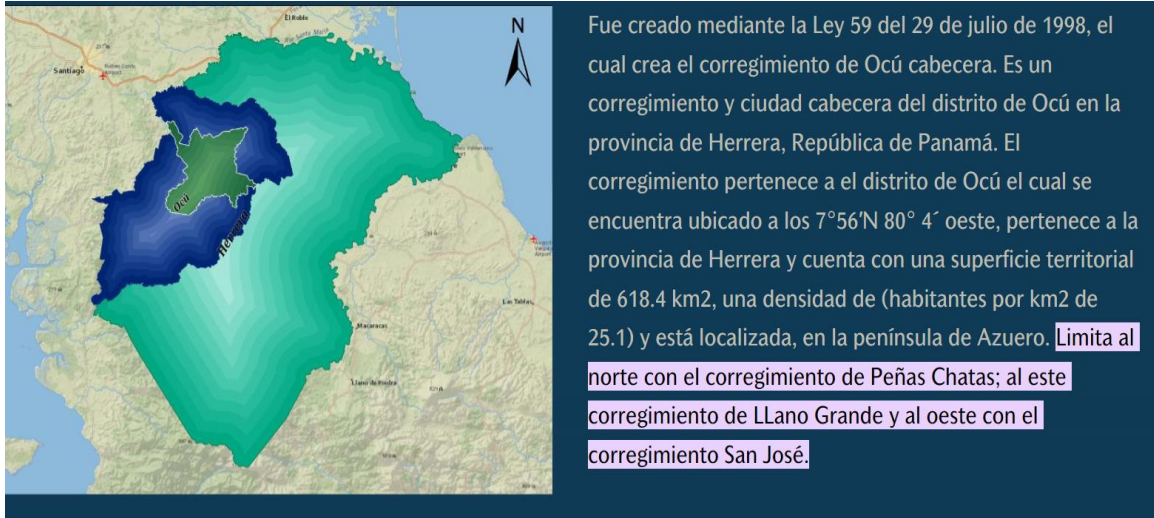 El Roble
Rio Santa María
N
Santiago
Ocú
Herrera
Las Tablas,
Macaracas
Llano de Piedra
Fue creado mediante la Ley 59 del 29 de julio de 1998, el
cual crea el corregimiento de Ocú cabecera. Es un
corregimiento y ciudad cabecera del distrito de Ocú en la
provincia de Herrera, República de Panamá. El
corregimiento pertenece a el distrito de Ocú el cual se
encuentra ubicado a los 7°56′N 80° 4´ oeste, pertenece a la
provincia de Herrera y cuenta con una superficie territorial
de 618.4 km2, una densidad de (habitantes por km2 de
25.1) y está localizada, en la península de Azuero. Limita al
norte con el corregimiento de Peñas Chatas; al este
corregimiento de LLano Grande y al oeste con el
corregimiento San José.